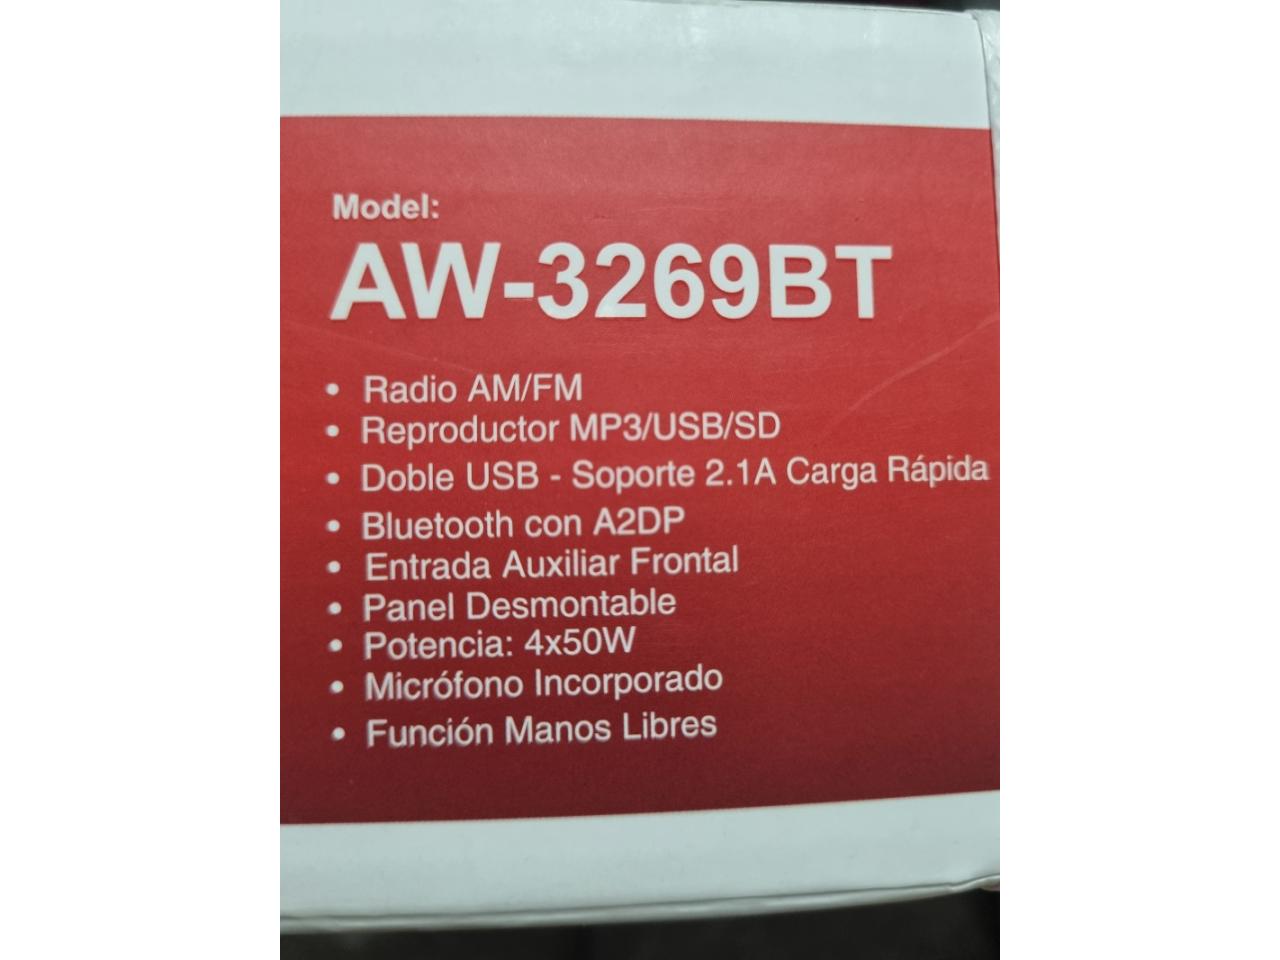 Model:
AW-3269BT
• Radio AM/FM
• Reproductor MP3/USB/SD
• Doble USB - Soporte 2.1A Carga Rápida
• Bluetooth con A2DP
• Entrada Auxiliar Frontal
• Panel Desmontable
• Potencia: 4x50W
• Micrófono Incorporado
• Función Manos Libres